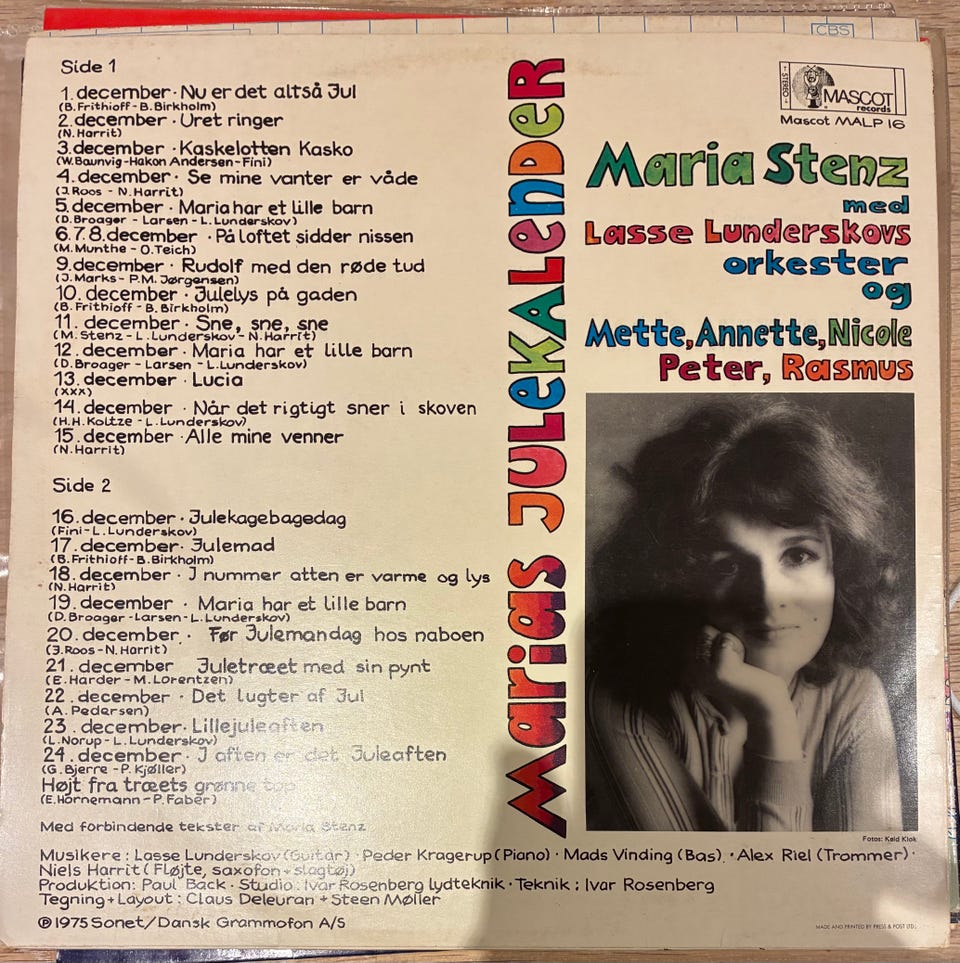 CBS
Side 1
1. december · Nu er det altså Jul
(B. Frithioff - B. Birkholm)
2. december · Uret ringer
(N. Harrit)
3. december · Kaskelotten Kasko
(W. Baunvig-Hakon Andersen-Fini)
4. december · Se mine vanter er våde
(J. Roos - N. Harrit)
5. december · Maria har et lille barn
(D. Broager - Larsen - L. Lunderskov)
6.7.8. december · På loftet sidder nissen
(M. Munthe - O. Teich)
9. december · Rudolf med den røde tud
(J. Marks - P.M. Jørgensen)
10. december · Julelys på gaden
(B. Frithioff - B. Birkholm)
11. december · Sne, sne, sne
(M. Stenz - L. Lunderskov - N. Harrit)
12. december · Maria har et lille barn
(D. Broager - Larsen - L. Lunderskov)
13. december · Lucia
(xxx)
14. december · Når det rigtigt sner i skoven
(H.H. Koltze - L. Lunderskov)
15. december · Alle mine venner
(N. Harrit)
Side 2
16. december · Julekagebagedag
(Fini-L. Lunderskov)
17. december · Julemad
(B. Frithioff - B. Birkholm)
18. december · J nummer atten er varme og lys
(N. Harrit)
19. december · Maria har et lille barn
(D. Broager-Larsen-L. Lunderskov)
20. december · Før Julemandag hos naboen
(J. Roos - N. Harrit)
21. december Juletræet med sin pynt
(E. Harder - M. Lorentzen)
22. december · Det lugter af Jul
(A. Pedersen)
23. december · Lillejuleaften
(L. Norup - L. Lunderskov)
24. december · J aften er det Juleaften
(G. Bjerre - P. Kjøller)
Højt fra træets grønne top
(E. Hornemann - P. Faber)
Med forbindende tekster af Maria Stenz
Marias JULEKALENDER
STEREO
MASCOT
records
Mascot MALP 16
Maria Stenz
med
Lasse Lunderskovs
orkester
og
Mette, Annette, Nicole
Peter, Rasmus
Fotos: Keld Klok
Musikere : Lasse Lunderskov (Guitar) · Peder Kragerup (Piano) · Mads Vinding (Bas) · Alex Riel (Trommer) ·
Niels Harrit ( Fløjte, saxofon + slagtøj)
Produktion: Paul Back · Studio : Ivar Rosenberg lydteknik · Teknik ; Ivar Rosenberg
Tegning + Layout : Claus Deleuran + Steen Møller
℗ 1975 Sonet/Dansk Grammofon A/S
MADE AND PRINTED BY PRESS & POST LTD.